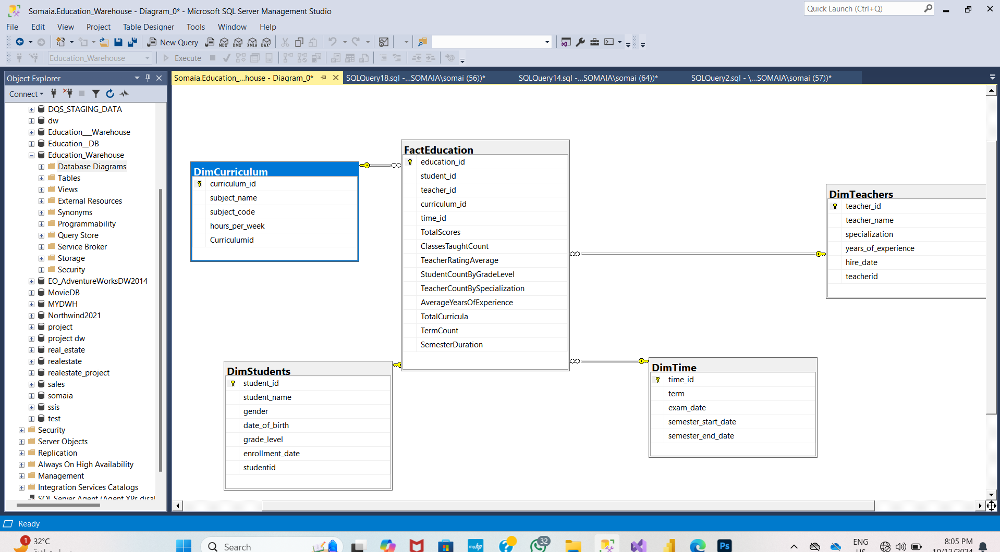 Somaia.Education_Warehouse - Diagram_0* - Microsoft SQL Server Management Studio
Quick Launch (Ctrl+Q)
File Edit View Project Table Designer Tools Window Help
New Query
MDX DMX XMLA DAX
Education_Warehouse
Execute
Object Explorer
Connect
DQS_STAGING_DATA
dw
Education___Warehouse
Education__DB
Education_Warehouse
Database Diagrams
Tables
Views
External Resources
Synonyms
Programmability
Query Store
Service Broker
Storage
Security
EO_AdventureWorksDW2014
MovieDB
MYDWH
Northwind2021
project
project dw
real_estate
realestate
realestate_project
sales
somaia
ssis
test
Security
Server Objects
Replication
Always On High Availability
Management
Integration Services Catalogs
SQL Server Agent (Agent XPs disal
Somaia.Education_...house - Diagram_0*
SQLQuery18.sql -...SOMAIA\somai (56))*
SQLQuery14.sql -...SOMAIA\somai (64))*
SQLQuery2.sql - \...SOMAIA\somai (57))*
DimCurriculum
curriculum_id
subject_name
subject_code
hours_per_week
Curriculumid
FactEducation
education_id
student_id
teacher_id
curriculum_id
time_id
TotalScores
ClassesTaughtCount
TeacherRatingAverage
StudentCountByGradeLevel
TeacherCountBySpecialization
AverageYearsOfExperience
TotalCurricula
TermCount
SemesterDuration
DimTeachers
teacher_id
teacher_name
specialization
years_of_experience
hire_date
teacherid
DimStudents
student_id
student_name
gender
date_of_birth
grade_level
enrollment_date
studentid
DimTime
time_id
term
exam_date
semester_start_date
semester_end_date
Ready
1
32°C
Search
myhp
32
Ps
ENG
8:05 PM
10/12/2024